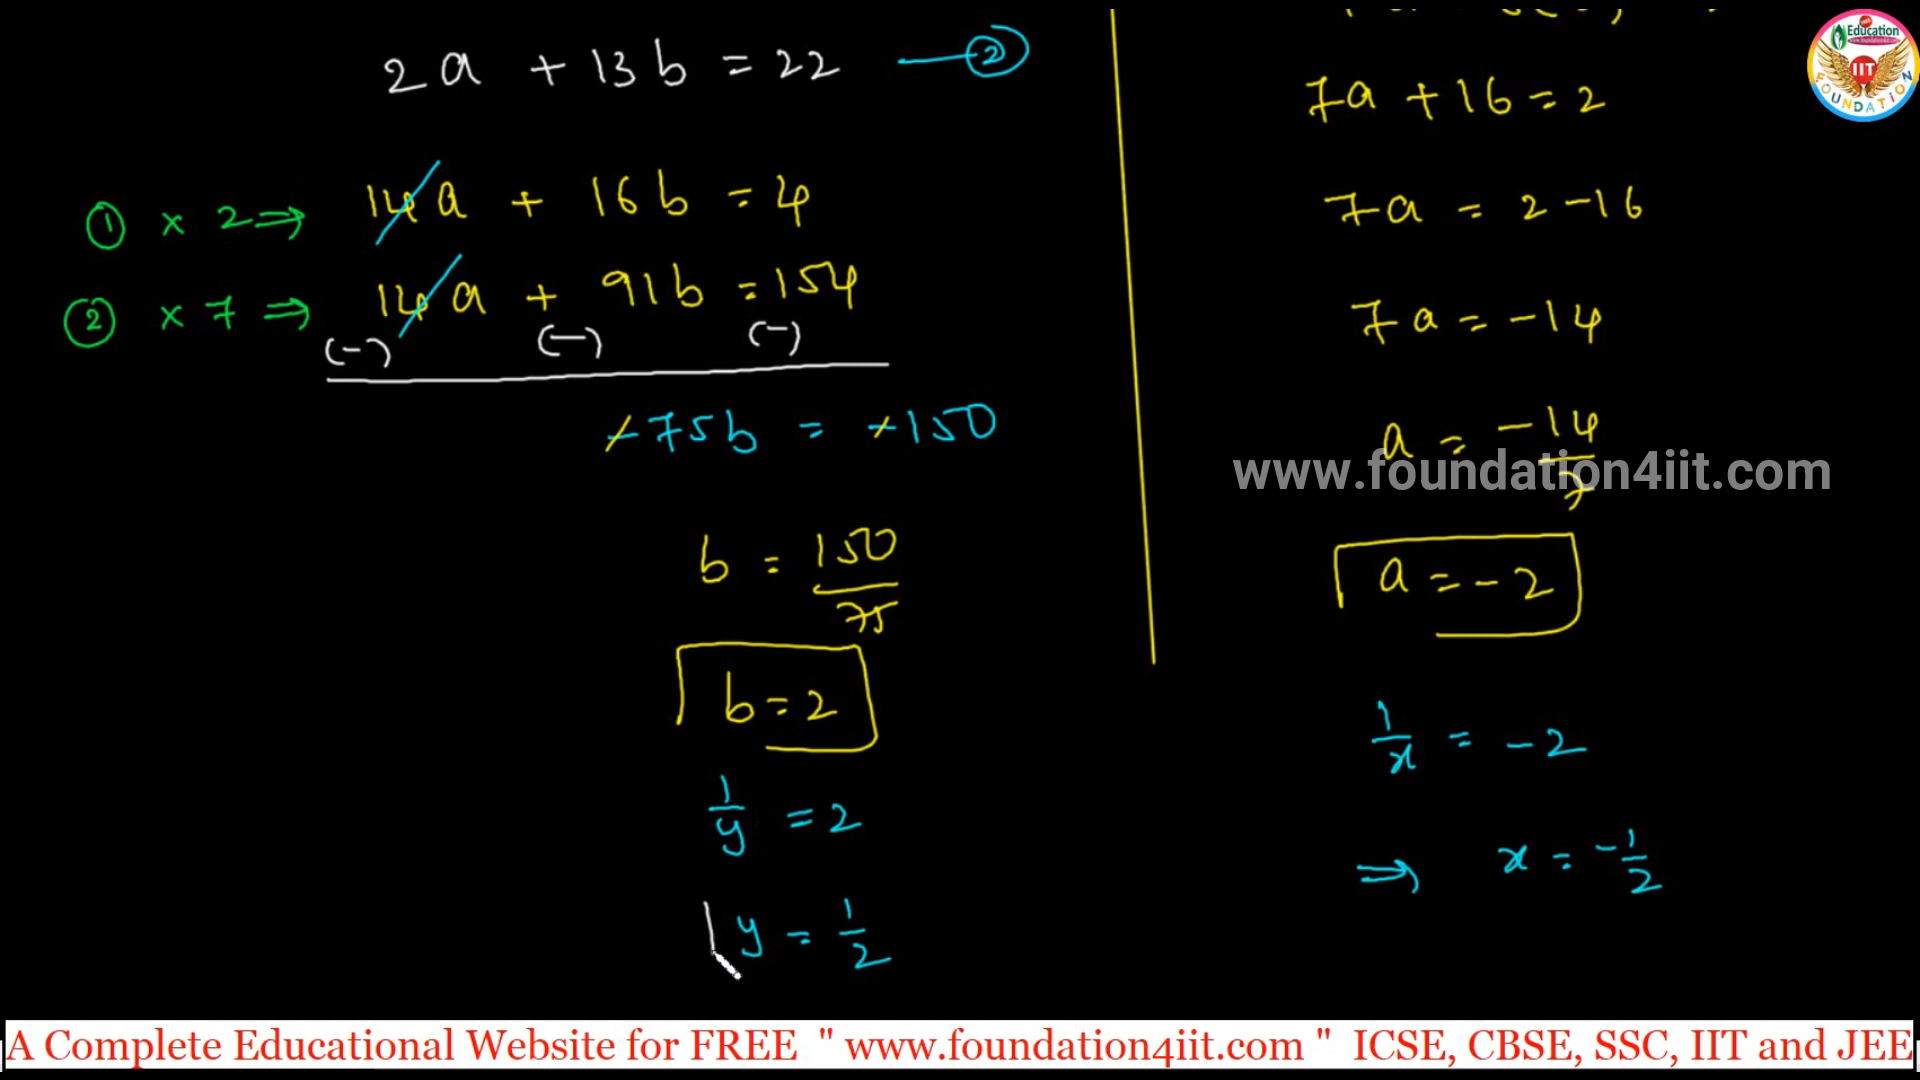 2a + 13b = 22 —②
① × 2 ⇒ 14a + 16b = 4
② × 7 ⇒ 14a + 91b = 154
(-) (-) (-)
-75b = -150
b = 150/75
b = 2
1/y = 2
y = 1/2
7a + 16 = 2
7a = 2 - 16
7a = -14
a = -14/7
a = -2
1/x = -2
⇒ x = -1/2
www.foundation4iit.com
Education
IIT
FOUNDATION
A Complete Educational Website for FREE " www.foundation4iit.com " ICSE, CBSE, SSC, IIT and JEE